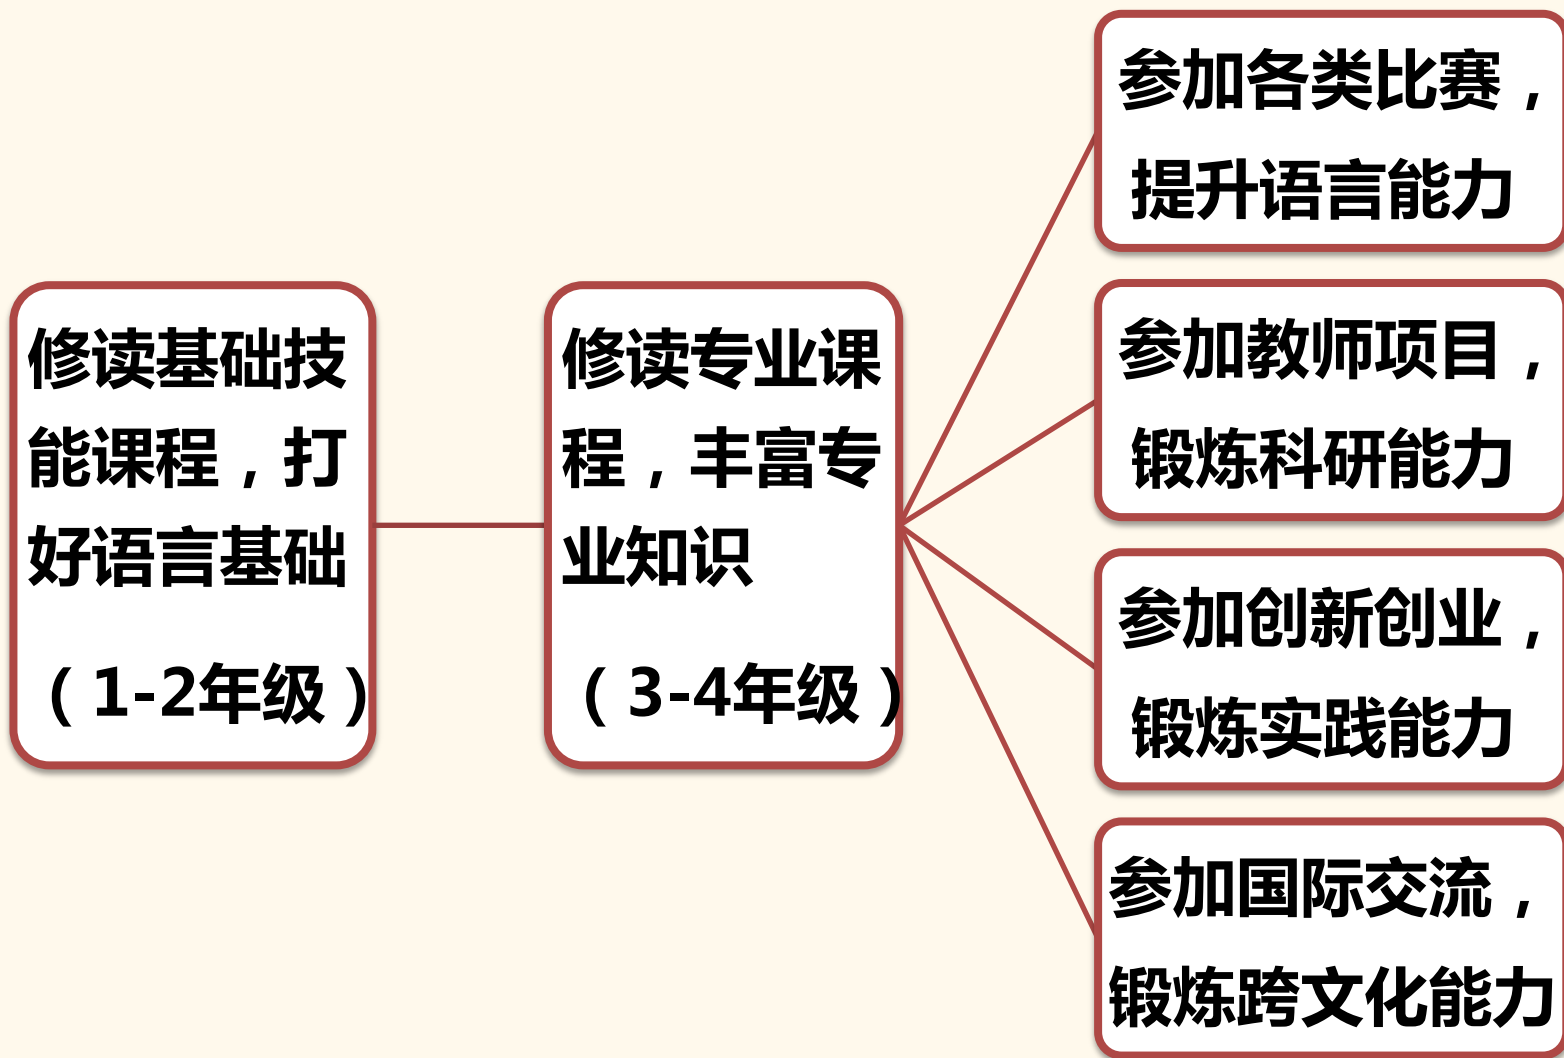 修读基础技
能课程，打
好语言基础
（1-2年级）
修读专业课
程，丰富专
业知识
（3-4年级）
参加各类比赛，
提升语言能力
参加教师项目，
锻炼科研能力
参加创新创业，
锻炼实践能力
参加国际交流，
锻炼跨文化能力